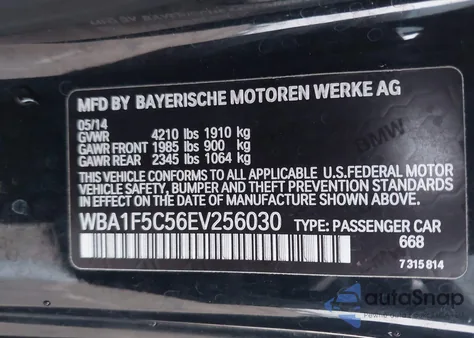 MFD BY BAYERISCHE MOTOREN WERKE AG
05/14
GVWR 4210 lbs 1910 kg
GAWR FRONT 1985 lbs 900 kg
GAWR REAR 2345 lbs 1064 kg
THIS VEHICLE CONFORMS TO ALL APPLICABLE U.S.FEDERAL MOTOR
VEHICLE SAFETY, BUMPER AND THEFT PREVENTION STANDARDS
IN EFFECT ON THE DATE OF MANUFACTURE SHOWN ABOVE.
WBA1F5C56EV256030 TYPE: PASSENGER CAR
668
7 315 814
BMW
autoSnap